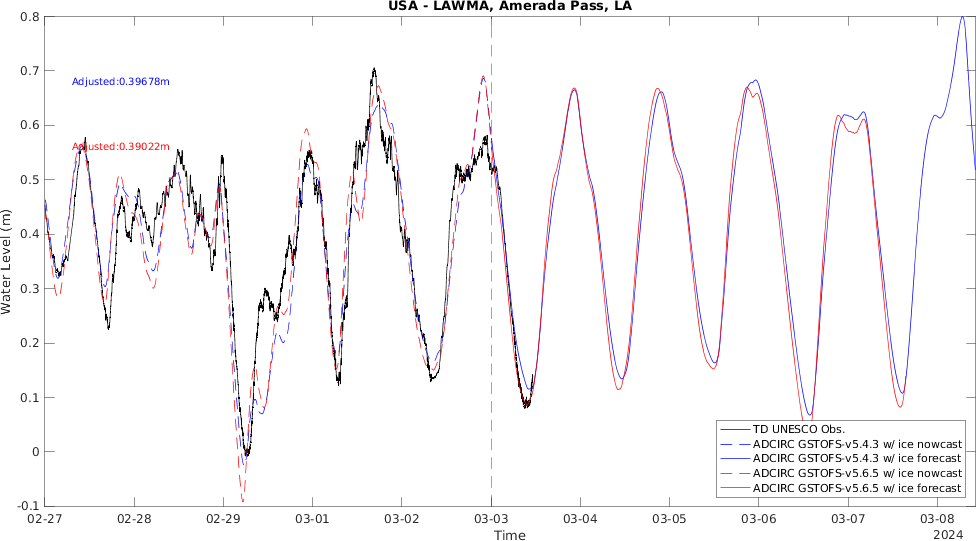 USA - LAWMA, Amerada Pass, LA
0.8
0.7
0.6
0.5
0.4
0.3
0.2
0.1
0
-0.1
Water Level (m)
Adjusted:0.39678m
Adjusted:0.39022m
TD UNESCO Obs.
ADCIRC GSTOFS-v5.4.3 w/ ice nowcast
ADCIRC GSTOFS-v5.4.3 w/ ice forecast
ADCIRC GSTOFS-v5.6.5 w/ ice nowcast
ADCIRC GSTOFS-v5.6.5 w/ ice forecast
02-27 02-28 02-29 03-01 03-02 03-03 03-04 03-05 03-06 03-07 03-08
Time
2024